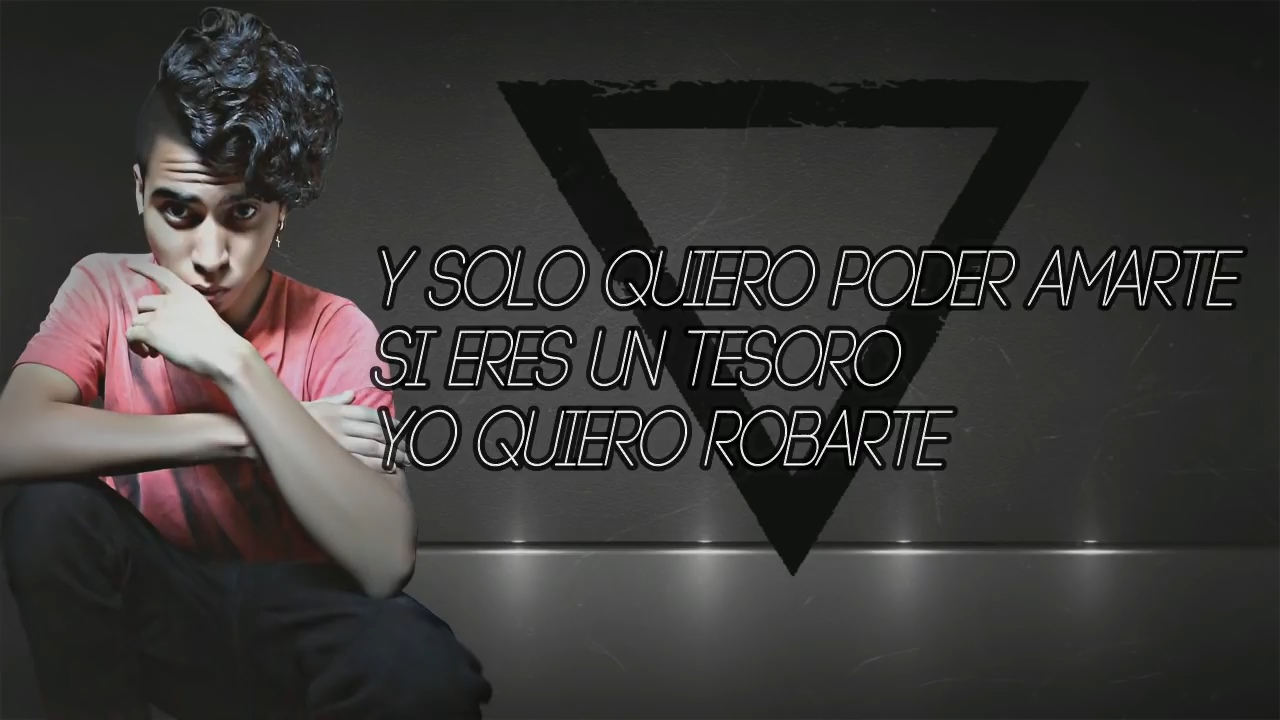 Y SOLO QUIERO PODER AMARTE
SI ERES UN TESORO
YO QUIERO ROBARTE